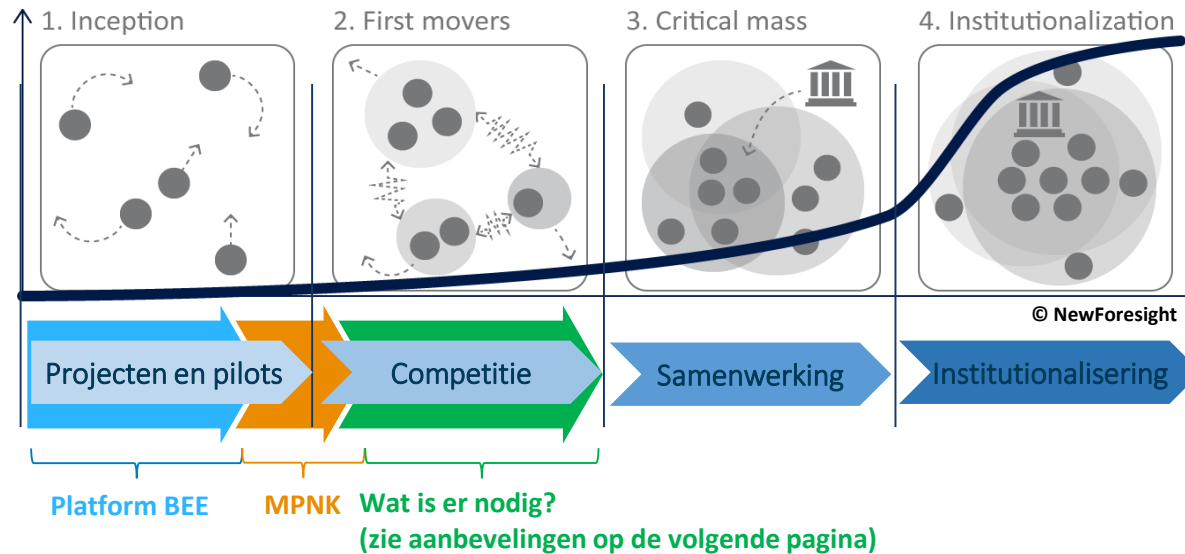 1. Inception
2. First movers
3. Critical mass
4. Institutionalization
© NewForesight
Projecten en pilots
Competitie
Samenwerking
Institutionalisering
Platform BEE
MPNK
Wat is er nodig?
(zie aanbevelingen op de volgende pagina)